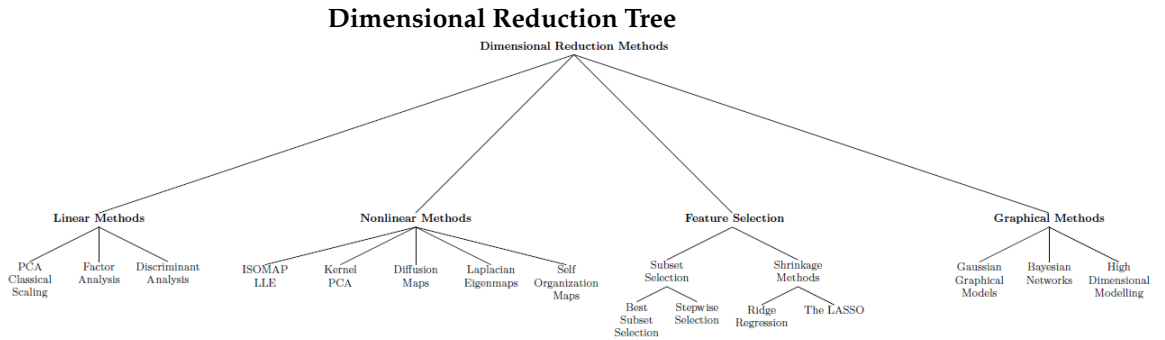 Dimensional Reduction Tree
Dimensional Reduction Methods
Linear Methods
Nonlinear Methods
Feature Selection
Graphical Methods
PCA
Classical
Scaling
Factor
Analysis
Discriminant
Analysis
ISOMAP
LLE
Kernel
PCA
Diffusion
Maps
Laplacian
Eigenmaps
Self
Organization
Maps
Subset
Selection
Shrinkage
Methods
Gaussian
Graphical
Models
Bayesian
Networks
High
Dimensional
Modelling
Best
Subset
Selection
Stepwise
Selection
Ridge
Regression
The LASSO